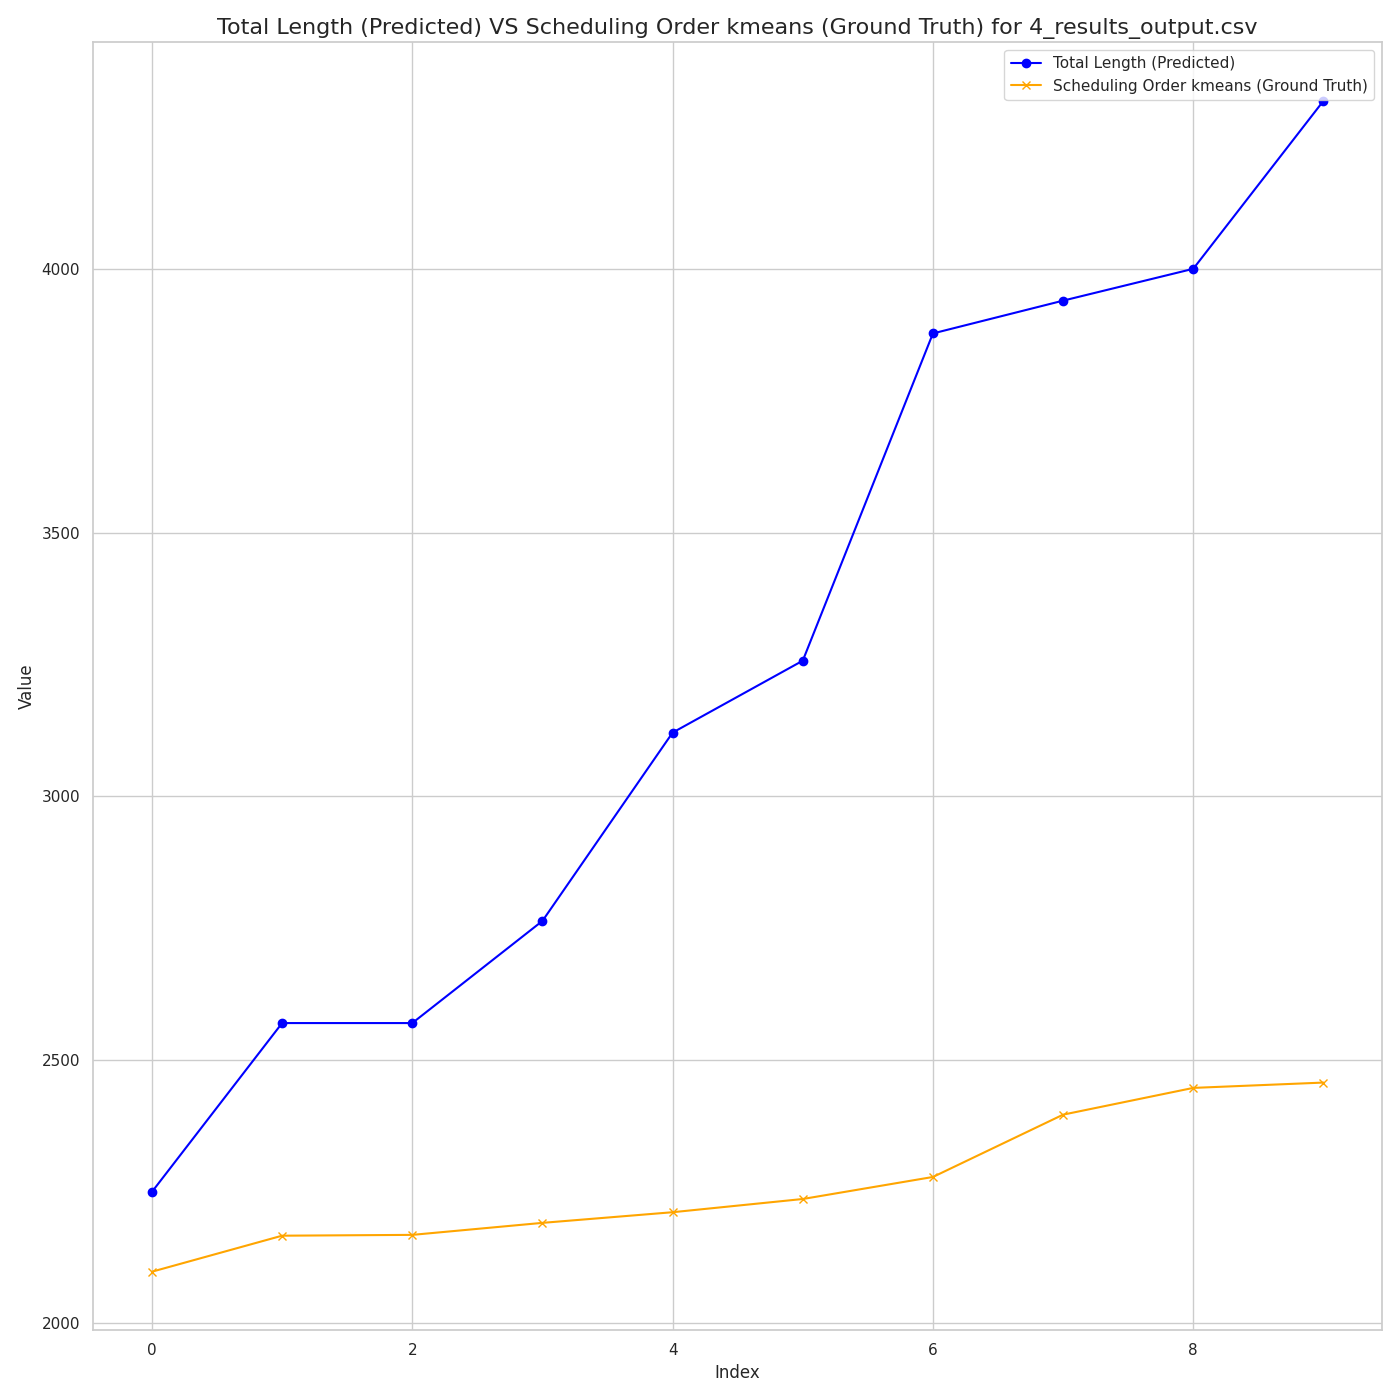 Total Length (Predicted) VS Scheduling Order kmeans (Ground Truth) for 4_results_output.csv
Total Length (Predicted)
Scheduling Order kmeans (Ground Truth)
4000
3500
3000
2500
2000
Value
0 2 4 6 8
Index